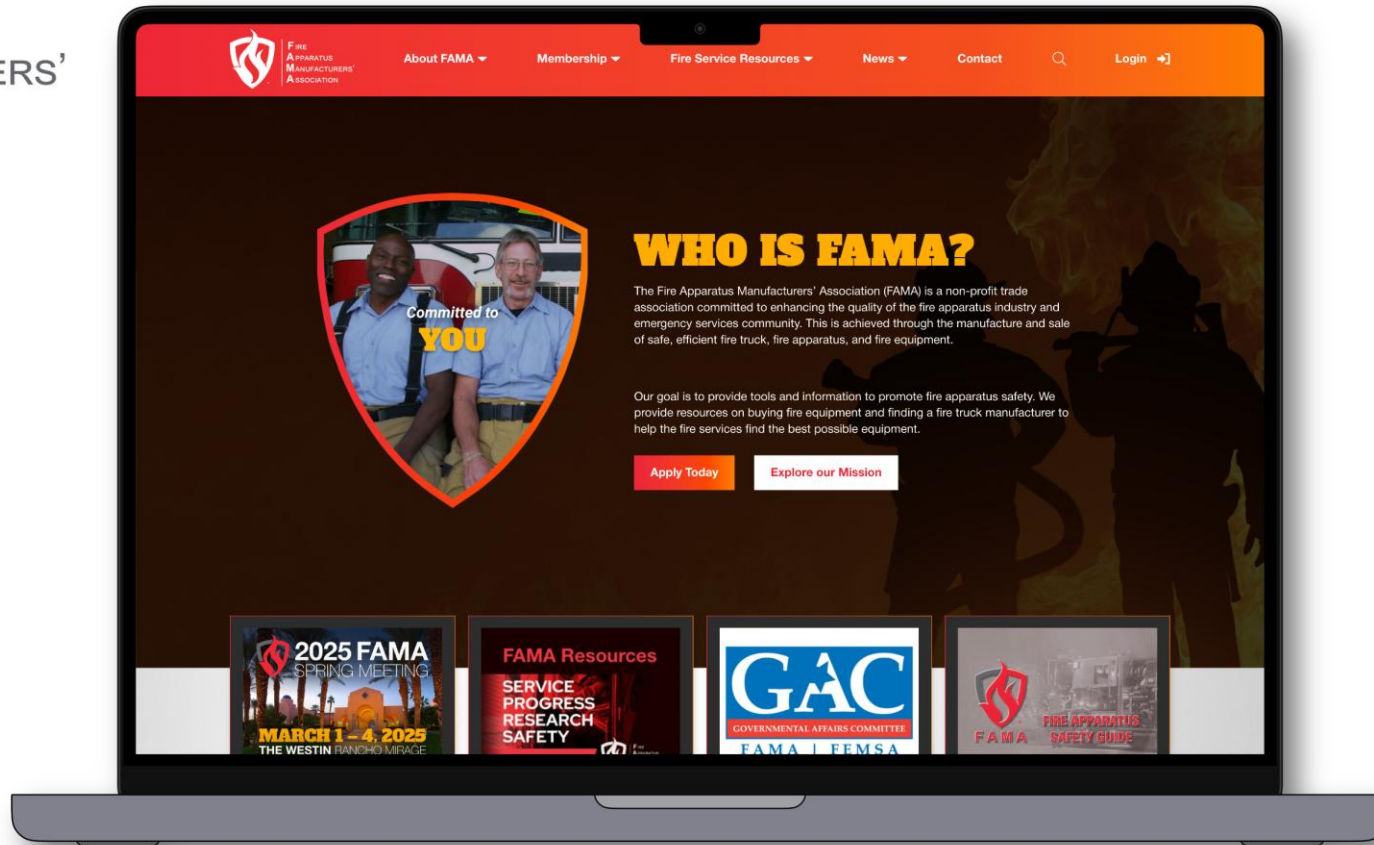 ERS'
FIRE
APPARATUS
MANUFACTURERS'
ASSOCIATION
About FAMA
Membership
Fire Service Resources
News
Contact
Login
Committed to
YOU
WHO IS FAMA?
The Fire Apparatus Manufacturers' Association (FAMA) is a non-profit trade
association committed to enhancing the quality of the fire apparatus industry and
emergency services community. This is achieved through the manufacture and sale
of safe, efficient fire truck, fire apparatus, and fire equipment.
Our goal is to provide tools and information to promote fire apparatus safety. We
provide resources on buying fire equipment and finding a fire truck manufacturer to
help the fire services find the best possible equipment.
Apply Today
Explore our Mission
2025 FAMA
SPRING MEETING
MARCH 1 – 4, 2025
THE WESTIN RANCHO MIRAGE
FAMA Resources
SERVICE
PROGRESS
RESEARCH
SAFETY
FIRE
APPARATUS
GAC
GOVERNMENTAL AFFAIRS COMMITTEE
FAMA | FEMSA
FAMA
FIRE APPARATUS
SAFETY GUIDE